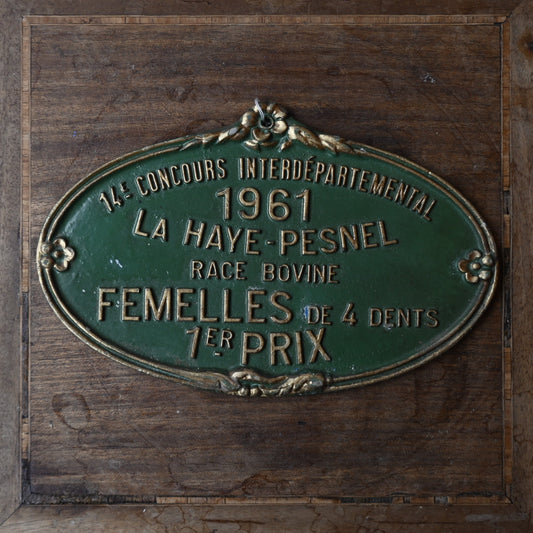 14E CONCOURS INTERDÉPARTEMENTAL
1961
LA HAYE-PESNEL
RACE BOVINE
FEMELLES DE 4 DENTS
1ER PRIX